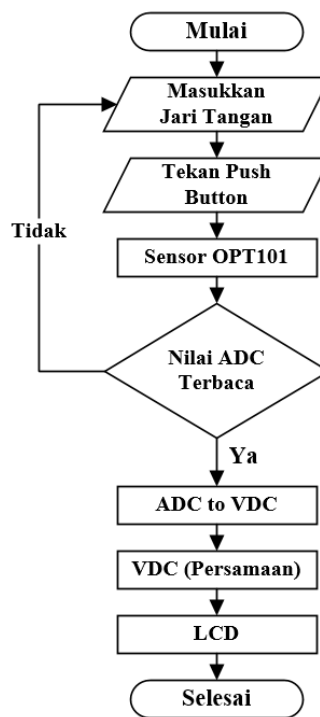 Mulai
Masukkan
Jari Tangan
Tekan Push
Button
Tidak
Sensor OPT101
Nilai ADC
Terbaca
Ya
ADC to VDC
VDC (Persamaan)
LCD
Selesai